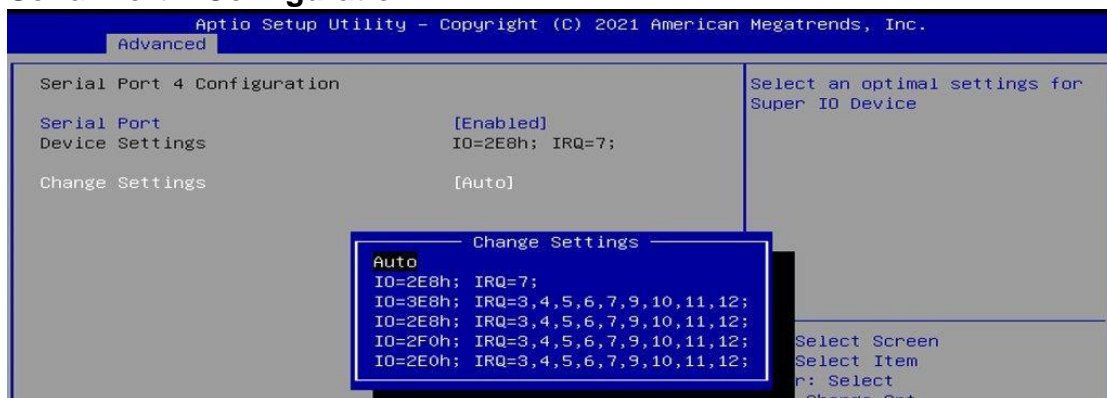 Aptio Setup Utility – Copyright (C) 2021 American Megatrends, Inc.
Advanced
Serial Port 4 Configuration
Select an optimal settings for
Super IO Device
Serial Port [Enabled]
Device Settings IO=2E8h; IRQ=7;
Change Settings [Auto]
Change Settings
Auto
IO=2E8h; IRQ=7;
IO=3E8h; IRQ=3,4,5,6,7,9,10,11,12;
IO=2E8h; IRQ=3,4,5,6,7,9,10,11,12;
IO=2F0h; IRQ=3,4,5,6,7,9,10,11,12;
IO=2E0h; IRQ=3,4,5,6,7,9,10,11,12;
Select Screen
Select Item
r: Select